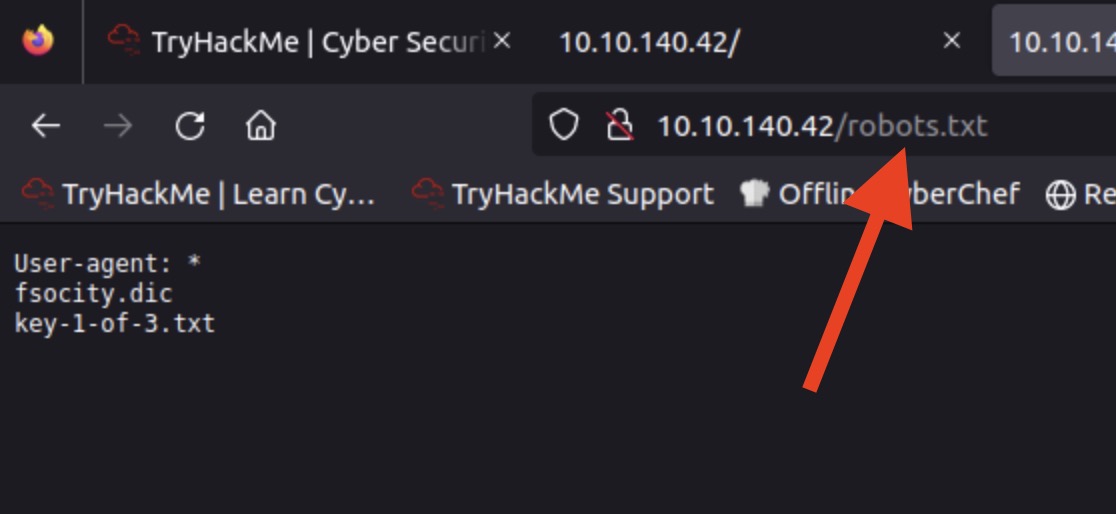 TryHackMe | Cyber Securi
10.10.140.42/
10.10.14
10.10.140.42/robots.txt
TryHackMe | Learn Cy...
TryHackMe Support
Offlin berChef
Re
User-agent: *
fsocity.dic
key-1-of-3.txt